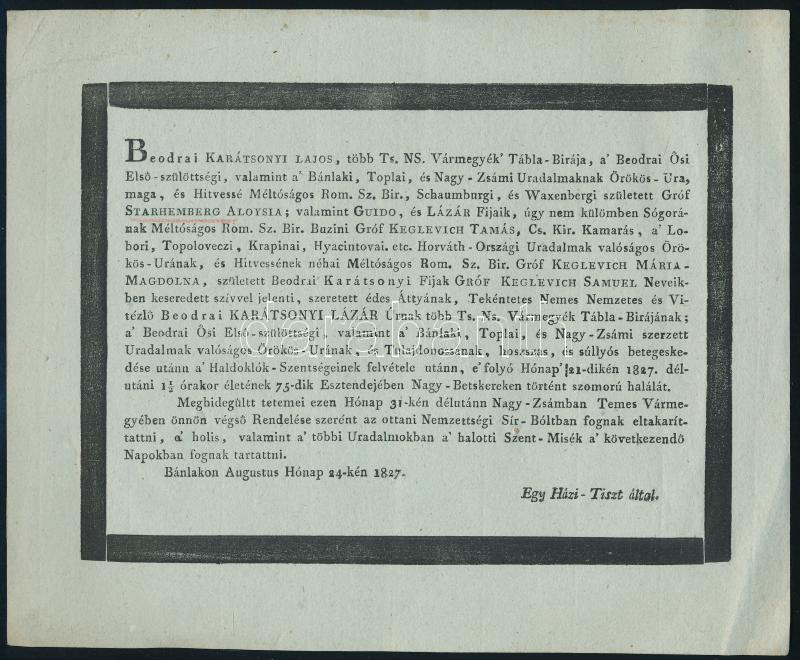 Beodrai KARÁTSONYI LAJOS, több Ts. NS. Vármegyék' Tábla-Birája, a' Beodrai Ôsi
Elsô-szülöttségi, valamint a' Bánlaki, Toplai, és Nagy-Zsámi Uradalmaknak Örökös-Ura,
maga, és Hitvessé Méltóságos Rom. Sz. Bir., Schaumburgi, és Waxenbergi született Gróf
STARHEMBERG ALOYSIA; valamint GUIDO, és LÁZÁR Fijaik, úgy nem külömben Sógorá-
nak Méltóságos Rom. Sz. Bir. Buzini Gróf KEGLEVICH TAMÁS, Cs. Kir. Kamarás, a' Lo-
bori, Topoloveczi, Krapinai, Hyacintovai. etc. Horváth-Országi Uradalmak valóságos Örö-
kös-Urának, és Hitvessének néhai Méltóságos Rom. Sz. Bir. Gróf KEGLEVICH MÁRIA-
MAGDOLNA, született Beodrai Karátsonyi Fijak GRÓF KEGLEVICH SAMUEL Neveik-
ben keseredett szívvel jelenti, szeretett édes Áttyának, Tekéntetes Nemes Nemzetes és Vi-
tézlô Beodrai KARÁTSONYI LÁZÁR Úrnak több Ts. Ns. Vármegyék Tábla-Birájának;
a' Beodrai Ôsi Elsô-szülöttségi, valamint a' Bánlaki, Toplai, és Nagy-Zsámi szerzett
Uradalmak valóságos Örökös-Urának, és Tulajdonossának, hosszas, és súllyós betegeske-
dése utánn a' Haldoklók-Szentségeinek felvétele utánn, e' folyó Hónap' 21-dikén 1827. dél-
utáni 1½ órakor életének 75-dik Esztendejében Nagy-Betskereken történt szomorú halálát.
Meghidegûltt tetemei ezen Hónap 31-kén délutánn Nagy-Zsámban Temes Várme-
gyében önnön végsô Rendelése szerént az ottani Nemzettségi Sír-Bóltban fognak eltakarít-
tattni, a' holis, valamint a' többi Uradalmokban a' halotti Szent-Misék a' következendô
Napokban fognak tartattni.
Bánlakon Augustus Hónap 24-kén 1827.
Egy Házi-Tiszt által.